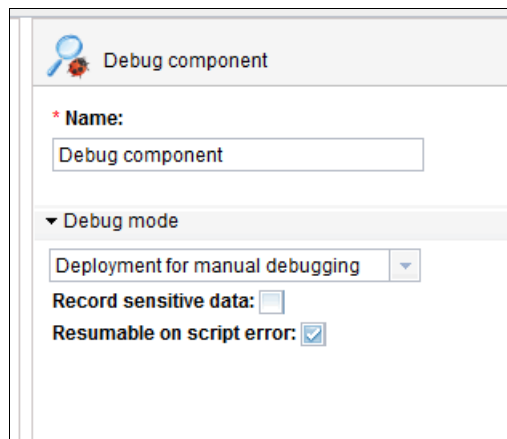 Debug component
* Name:
Debug component
Debug mode
Deployment for manual debugging
Record sensitive data:
Resumable on script error: